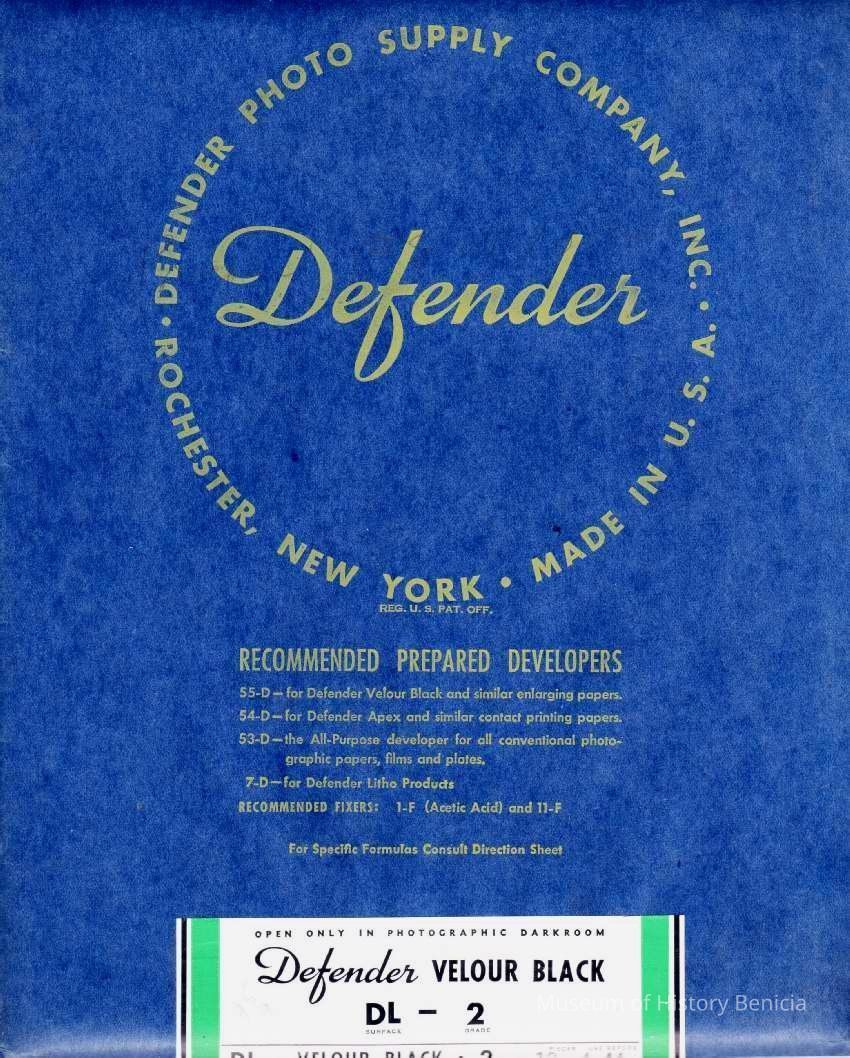 • DEFENDER PHOTO SUPPLY COMPANY, INC. •
ROCHESTER, NEW YORK • MADE IN U. S. A.
Defender
REG. U. S. PAT. OFF.
RECOMMENDED PREPARED DEVELOPERS
55-D—for Defender Velour Black and similar enlarging papers.
54-D—for Defender Apex and similar contact printing papers.
53-D—the All-Purpose developer for all conventional photo-
graphic papers, films and plates.
7-D—for Defender Litho Products
RECOMMENDED FIXERS: 1-F (Acetic Acid) and 11-F
For Specific Formulas Consult Direction Sheet
OPEN ONLY IN PHOTOGRAPHIC DARKROOM
Defender VELOUR BLACK
DL – 2
SURFACE GRADE
Museum of History Benicia
DL VELOUR BLACK • 2